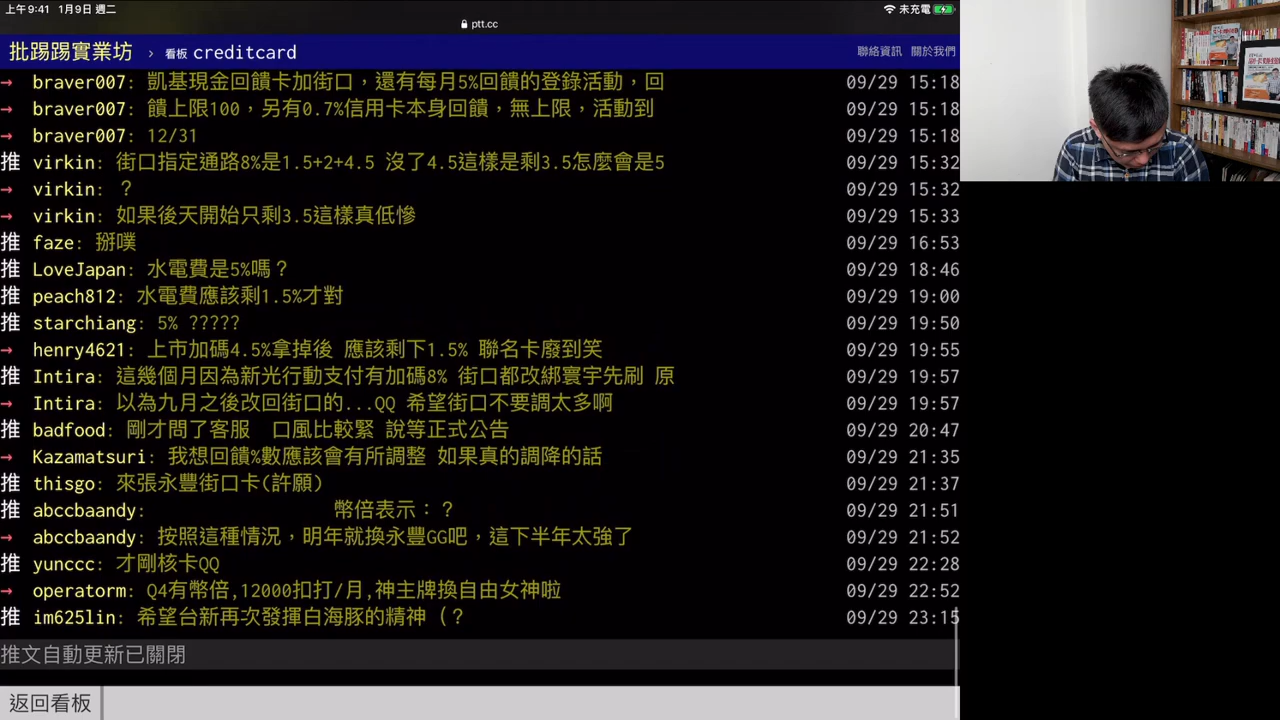 上午9:41 1月9日 週二
未充電
ptt.cc
批踢踢實業坊 › 看板 creditcard 聯絡資訊 關於我們
→ braver007: 凱基現金回饋卡加街口，還有每月5%回饋的登錄活動，回 09/29 15:18
→ braver007: 饋上限100，另有0.7%信用卡本身回饋，無上限，活動到 09/29 15:18
→ braver007: 12/31 09/29 15:18
推 virkin: 街口指定通路8%是1.5+2+4.5 沒了4.5這樣是剩3.5怎麼會是5 09/29 15:32
→ virkin: ？ 09/29 15:32
→ virkin: 如果後天開始只剩3.5這樣真低慘 09/29 15:33
推 faze: 掰噗 09/29 16:53
推 LoveJapan: 水電費是5%嗎？ 09/29 18:46
推 peach812: 水電費應該剩1.5%才對 09/29 19:00
推 starchiang: 5% ????? 09/29 19:50
→ henry4621: 上市加碼4.5%拿掉後 應該剩下1.5% 聯名卡廢到笑 09/29 19:55
推 Intira: 這幾個月因為新光行動支付有加碼8% 街口都改綁寰宇先刷 原 09/29 19:57
→ Intira: 以為九月之後改回街口的...QQ 希望街口不要調太多啊 09/29 19:57
推 badfood: 剛才問了客服 口風比較緊 說等正式公告 09/29 20:47
→ Kazamatsuri: 我想回饋%數應該會有所調整 如果真的調降的話 09/29 21:35
推 thisgo: 來張永豐街口卡(許願) 09/29 21:37
推 abccbaandy: 幣倍表示：？ 09/29 21:51
→ abccbaandy: 按照這種情況，明年就換永豐GG吧，這下半年太強了 09/29 21:52
推 yunccc: 才剛核卡QQ 09/29 22:28
→ operatorm: Q4有幣倍,12000扣打/月,神主牌換自由女神啦 09/29 22:52
推 im625lin: 希望台新再次發揮白海豚的精神（? 09/29 23:15
推文自動更新已關閉
返回看板